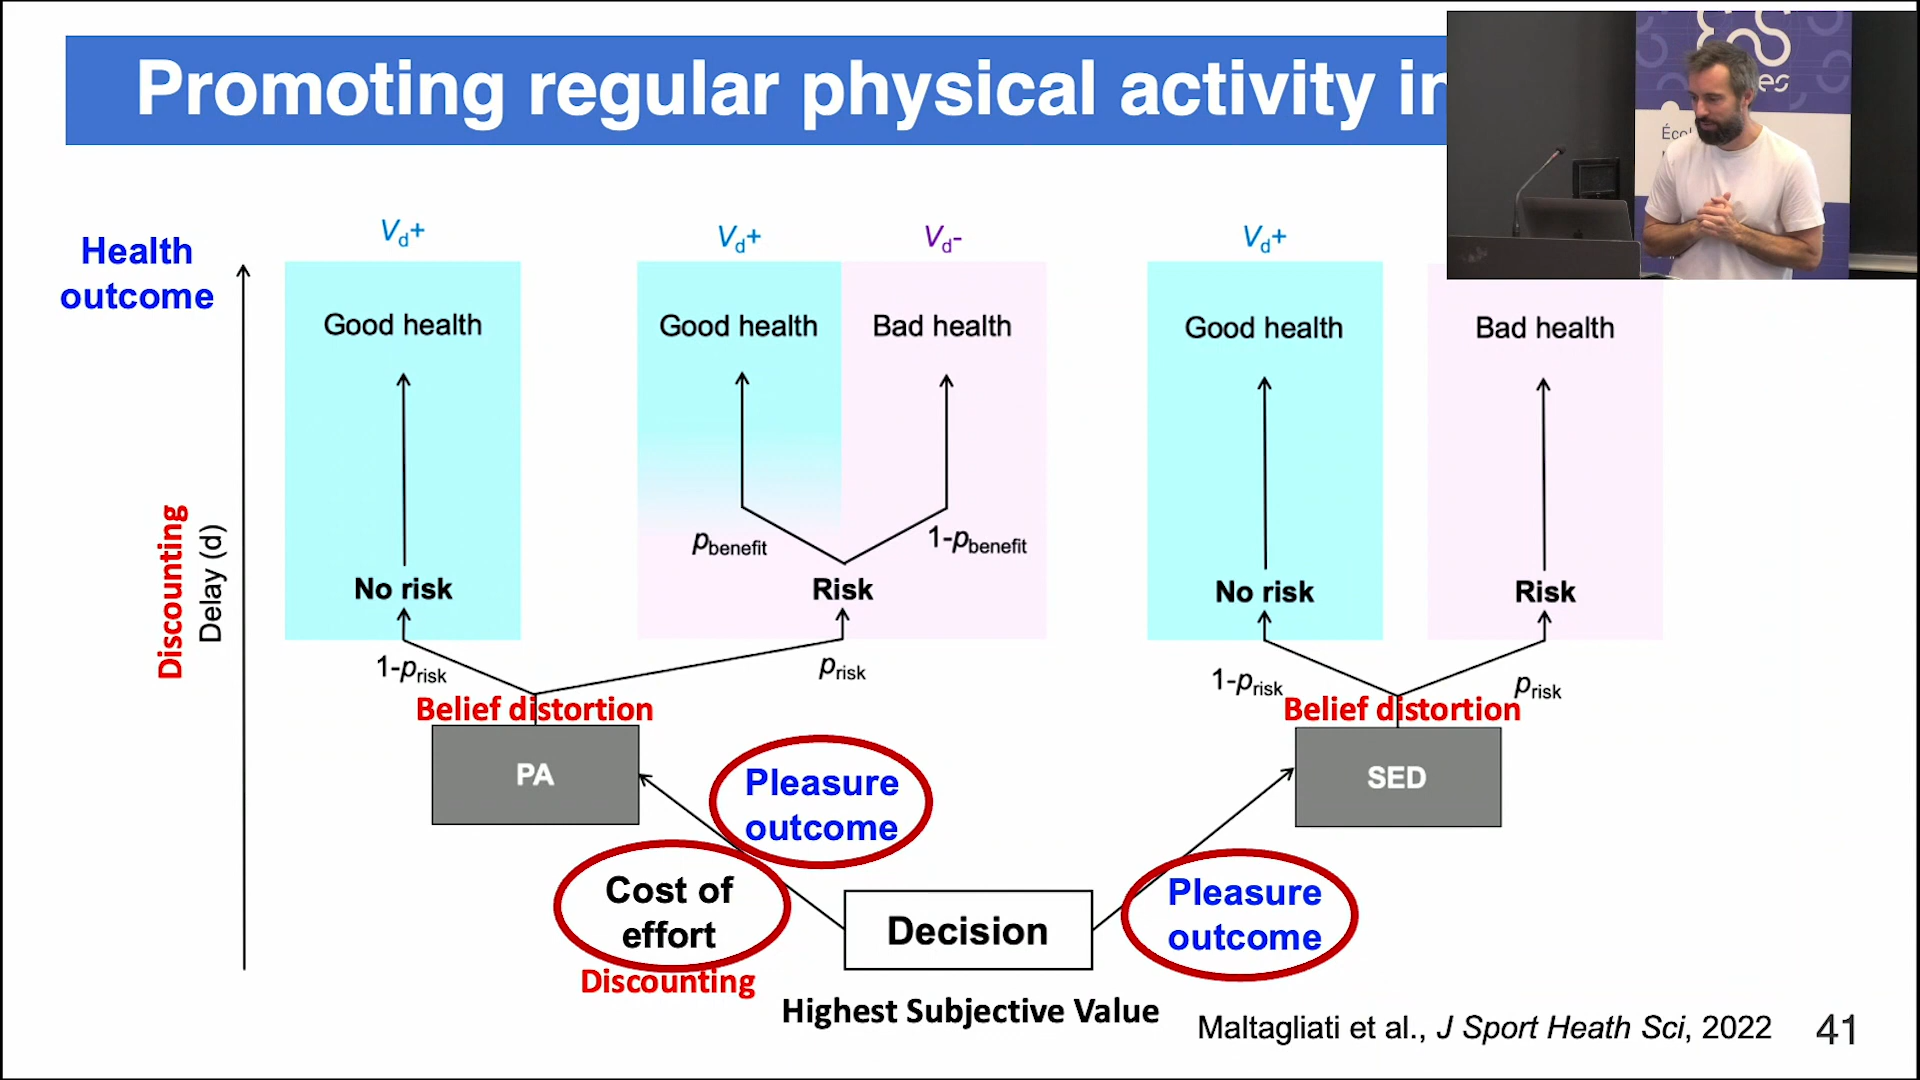 Promoting regular physical activity in
Health
outcome
Vd+
Vd+
Vd-
Vd+
Good health
Good health
Bad health
Good health
Bad health
Discounting
Delay (d)
pbenefit
1-pbenefit
No risk
Risk
No risk
Risk
1-prisk
prisk
1-prisk
prisk
Belief distortion
Belief distortion
PA
SED
Pleasure
outcome
Cost of
effort
Discounting
Decision
Pleasure
outcome
Highest Subjective Value
Maltagliati et al., J Sport Heath Sci, 2022
41